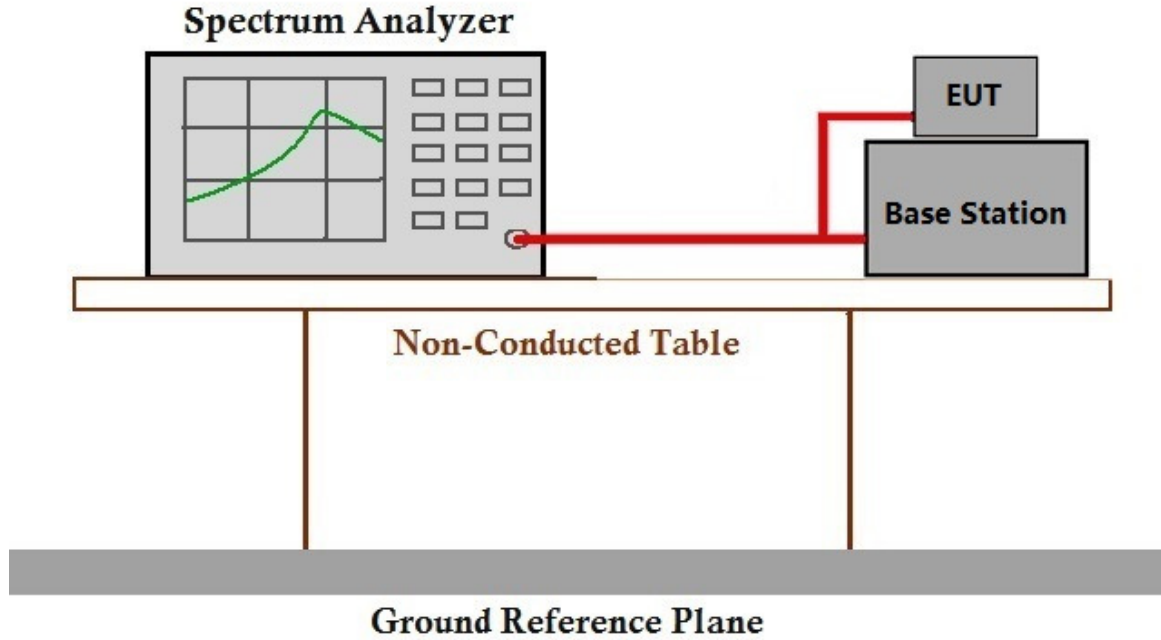 Spectrum Analyzer
EUT
Base Station
Non-Conducted Table
Ground Reference Plane